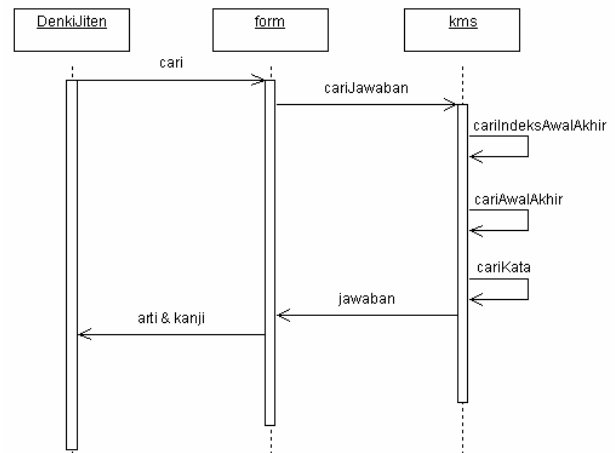 DenkiJiten
form
kms
cari
cariJawaban
cariIndeksAwalAkhir
cariAwalAkhir
cariKata
jawaban
arti & kanji